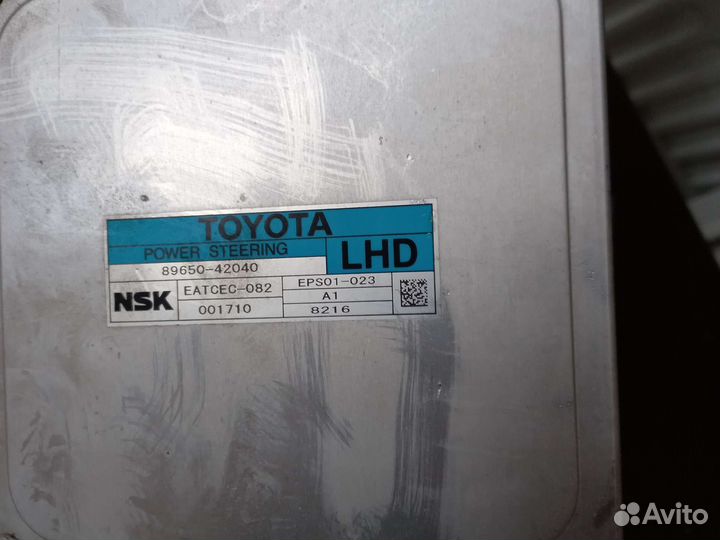 TOYOTA
POWER STEERING
LHD
89650-42040
NSK
EATCEC-082
EPS01-023
A1
001710
8216
Avito